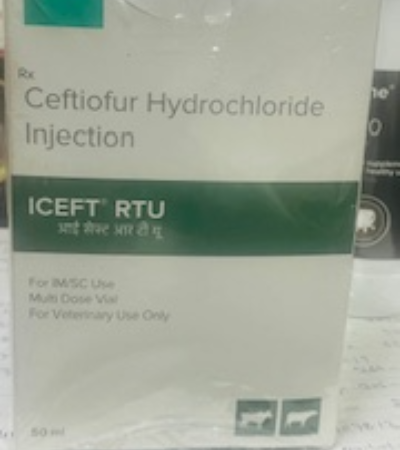 Rx
Ceftiofur Hydrochloride
Injection
ICEFT® RTU
आई सेफ्ट आर टी यू
For IM/SC Use
Multi Dose Vial
For Veterinary Use Only
50 ml